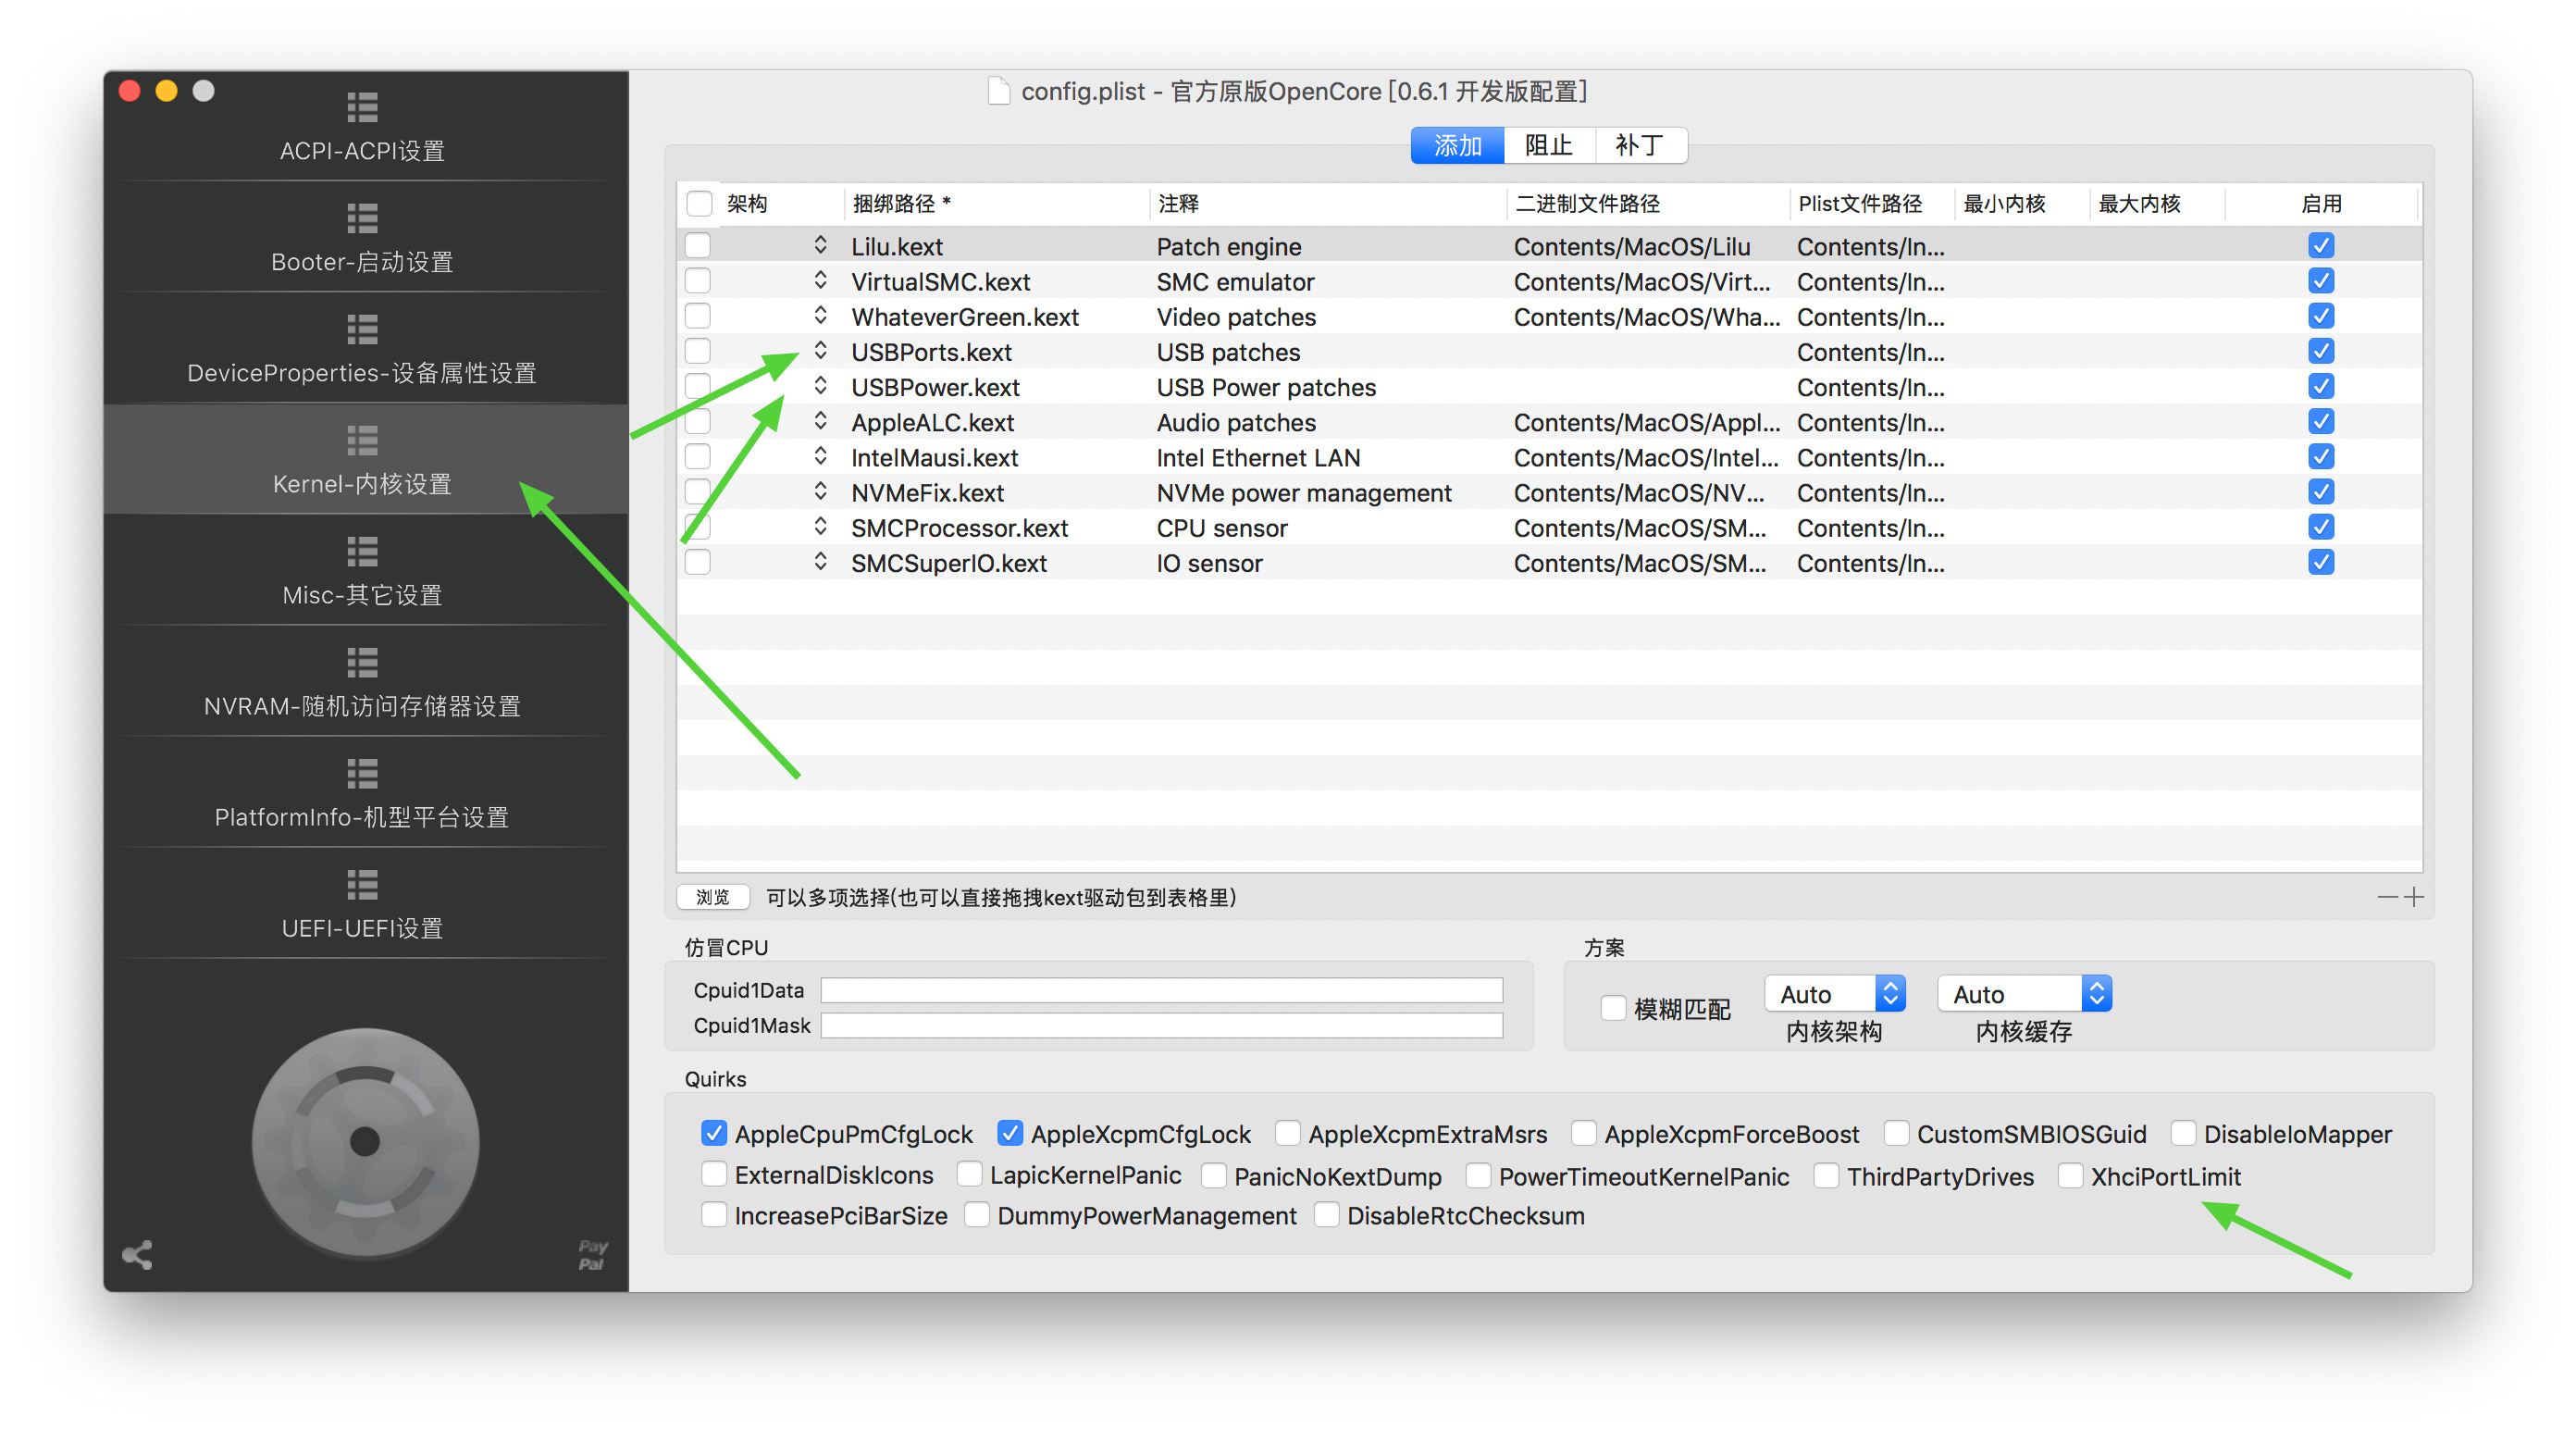 config.plist - 官方原版OpenCore [0.6.1 开发版配置]
ACPI-ACPI设置
Booter-启动设置
DeviceProperties-设备属性设置
Kernel-内核设置
Misc-其它设置
NVRAM-随机访问存储器设置
PlatformInfo-机型平台设置
UEFI-UEFI设置
Pay
Pal
添加 阻止 补丁
架构 捆绑路径 * 注释 二进制文件路径 Plist文件路径 最小内核 最大内核 启用
Lilu.kext Patch engine Contents/MacOS/Lilu Contents/In...
VirtualSMC.kext SMC emulator Contents/MacOS/Virt... Contents/In...
WhateverGreen.kext Video patches Contents/MacOS/Wha... Contents/In...
USBPorts.kext USB patches Contents/In...
USBPower.kext USB Power patches Contents/In...
AppleALC.kext Audio patches Contents/MacOS/Appl... Contents/In...
IntelMausi.kext Intel Ethernet LAN Contents/MacOS/Intel... Contents/In...
NVMeFix.kext NVMe power management Contents/MacOS/NV... Contents/In...
SMCProcessor.kext CPU sensor Contents/MacOS/SM... Contents/In...
SMCSuperIO.kext IO sensor Contents/MacOS/SM... Contents/In...
浏览 可以多项选择(也可以直接拖拽kext驱动包到表格里)
仿冒CPU
Cpuid1Data
Cpuid1Mask
方案
模糊匹配 Auto Auto
内核架构 内核缓存
Quirks
AppleCpuPmCfgLock AppleXcpmCfgLock AppleXcpmExtraMsrs AppleXcpmForceBoost CustomSMBIOSGuid DisableIoMapper
ExternalDiskIcons LapicKernelPanic PanicNoKextDump PowerTimeoutKernelPanic ThirdPartyDrives XhciPortLimit
IncreasePciBarSize DummyPowerManagement DisableRtcChecksum